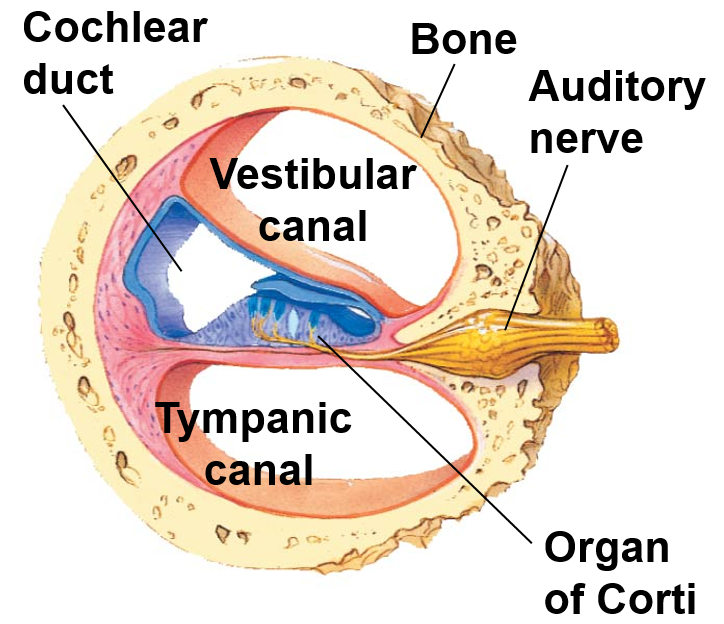 Cochlear
duct
Bone
Auditory
nerve
Vestibular
canal
Tympanic
canal
Organ
of Corti